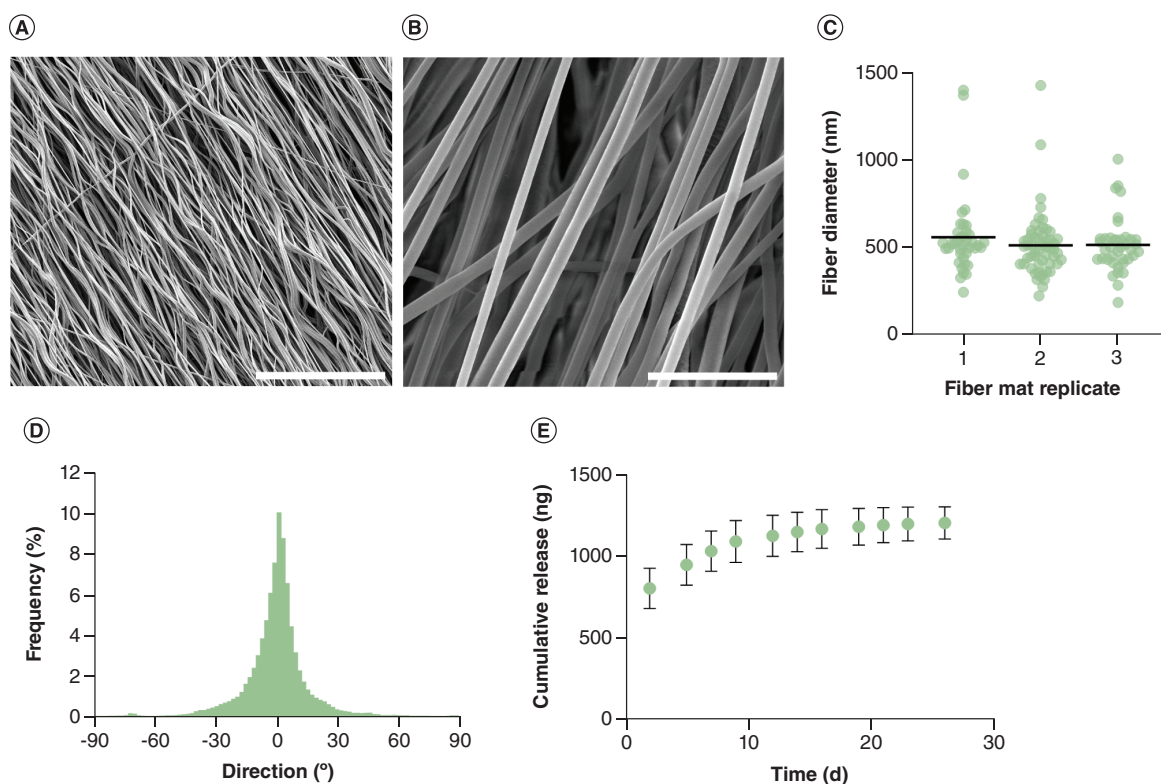 A
B
C
Fiber diameter (nm)
1500
1000
500
0
1 2 3
Fiber mat replicate
D
Frequency (%)
12
10
8
6
4
2
0
-90 -60 -30 0 30 60 90
Direction (º)
E
Cumulative release (ng)
1500
1000
500
0
0 10 20 30
Time (d)